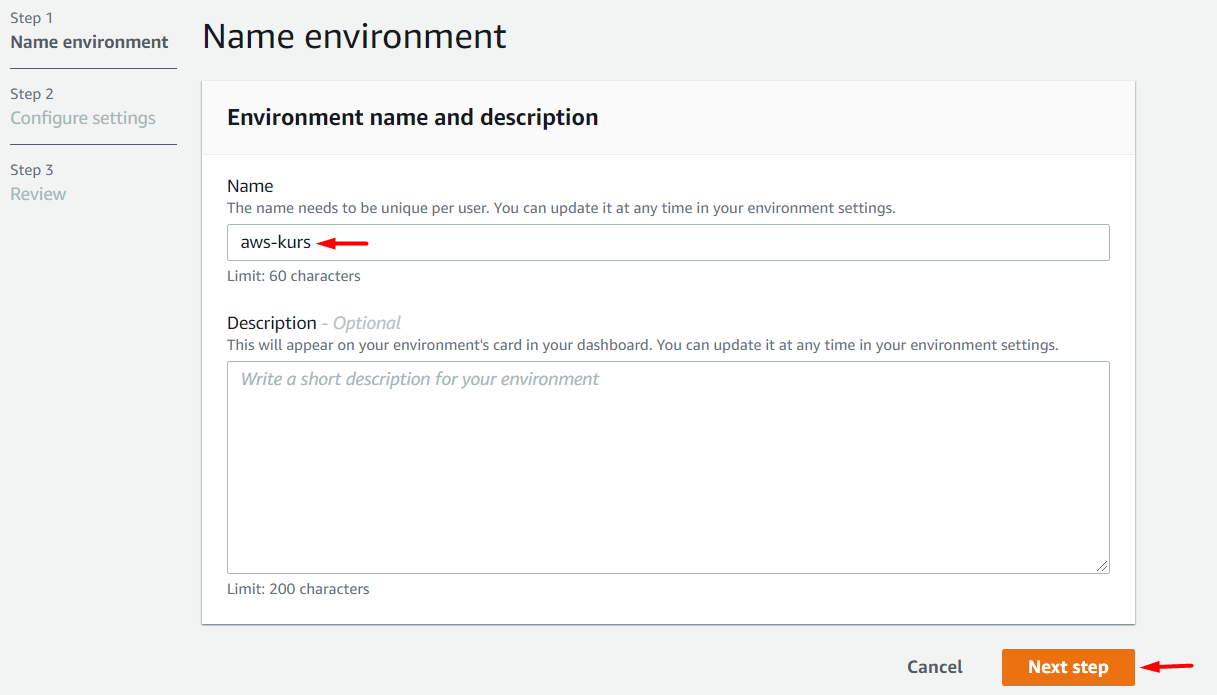 Step 1
Name environment
Step 2
Configure settings
Step 3
Review
Name environment
Environment name and description
Name
The name needs to be unique per user. You can update it at any time in your environment settings.
aws-kurs
Limit: 60 characters
Description - Optional
This will appear on your environment's card in your dashboard. You can update it at any time in your environment settings.
Write a short description for your environment
Limit: 200 characters
Cancel Next step